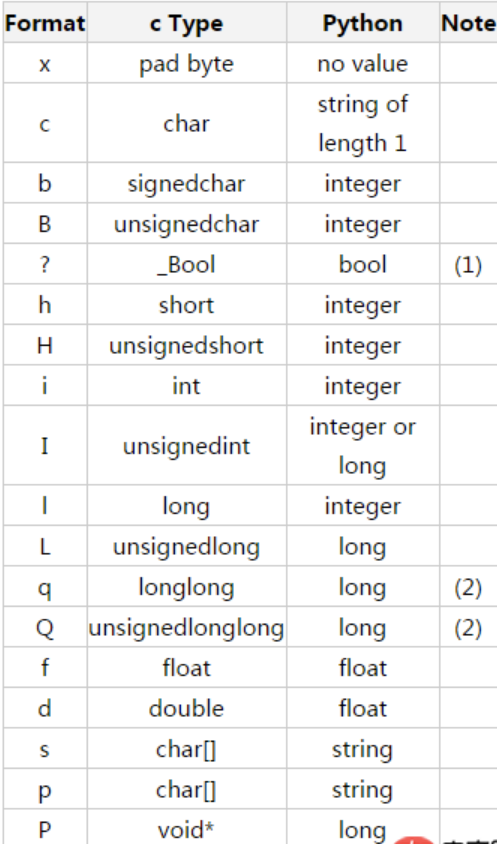 Format c Type Python Note
x pad byte no value
c char string of
length 1
b signedchar integer
B unsignedchar integer
? _Bool bool (1)
h short integer
H unsignedshort integer
i int integer
I unsignedint integer or
long
l long integer
L unsignedlong long
q longlong long (2)
Q unsignedlonglong long (2)
f float float
d double float
s char[] string
p char[] string
P void* long